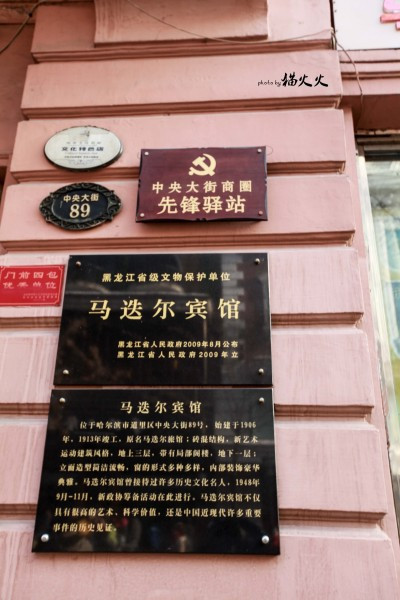 photo by 猫火火
中央大街
89
中央大街商圈
先锋驿站
门前四包
优差单位
黑龙江省级文物保护单位
马迭尔宾馆
黑龙江省人民政府2009年8月公布
黑龙江省人民政府2009年立
马迭尔宾馆
位于哈尔滨市道里区中央大街89号，始建于1906
年，1913年竣工，原名马迭尔旅馆；砖混结构，新艺术
运动建筑风格，地上三层，带有局部阁楼，地下一层；
立面造型简洁流畅，窗的形式多种多样，内部装饰豪华
典雅。马迭尔宾馆曾接待过许多历史文化名人，1948年
9月-11月，新政协筹备活动在此进行。马迭尔宾馆不仅
具有很高的艺术、科学价值，还是中国近现代许多重要
事件的历史见证。